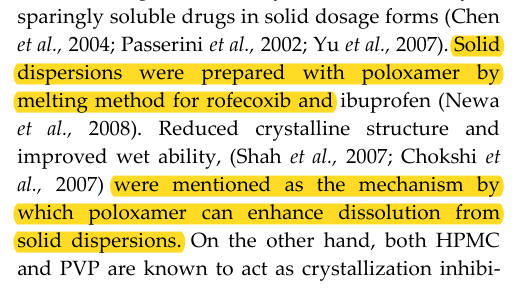 sparingly soluble drugs in solid dosage forms (Chen
et al., 2004; Passerini et al., 2002; Yu et al., 2007). Solid
dispersions were prepared with poloxamer by
melting method for rofecoxib and ibuprofen (Newa
et al., 2008). Reduced crystalline structure and
improved wet ability, (Shah et al., 2007; Chokshi et
al., 2007) were mentioned as the mechanism by
which poloxamer can enhance dissolution from
solid dispersions. On the other hand, both HPMC
and PVP are known to act as crystallization inhibi-